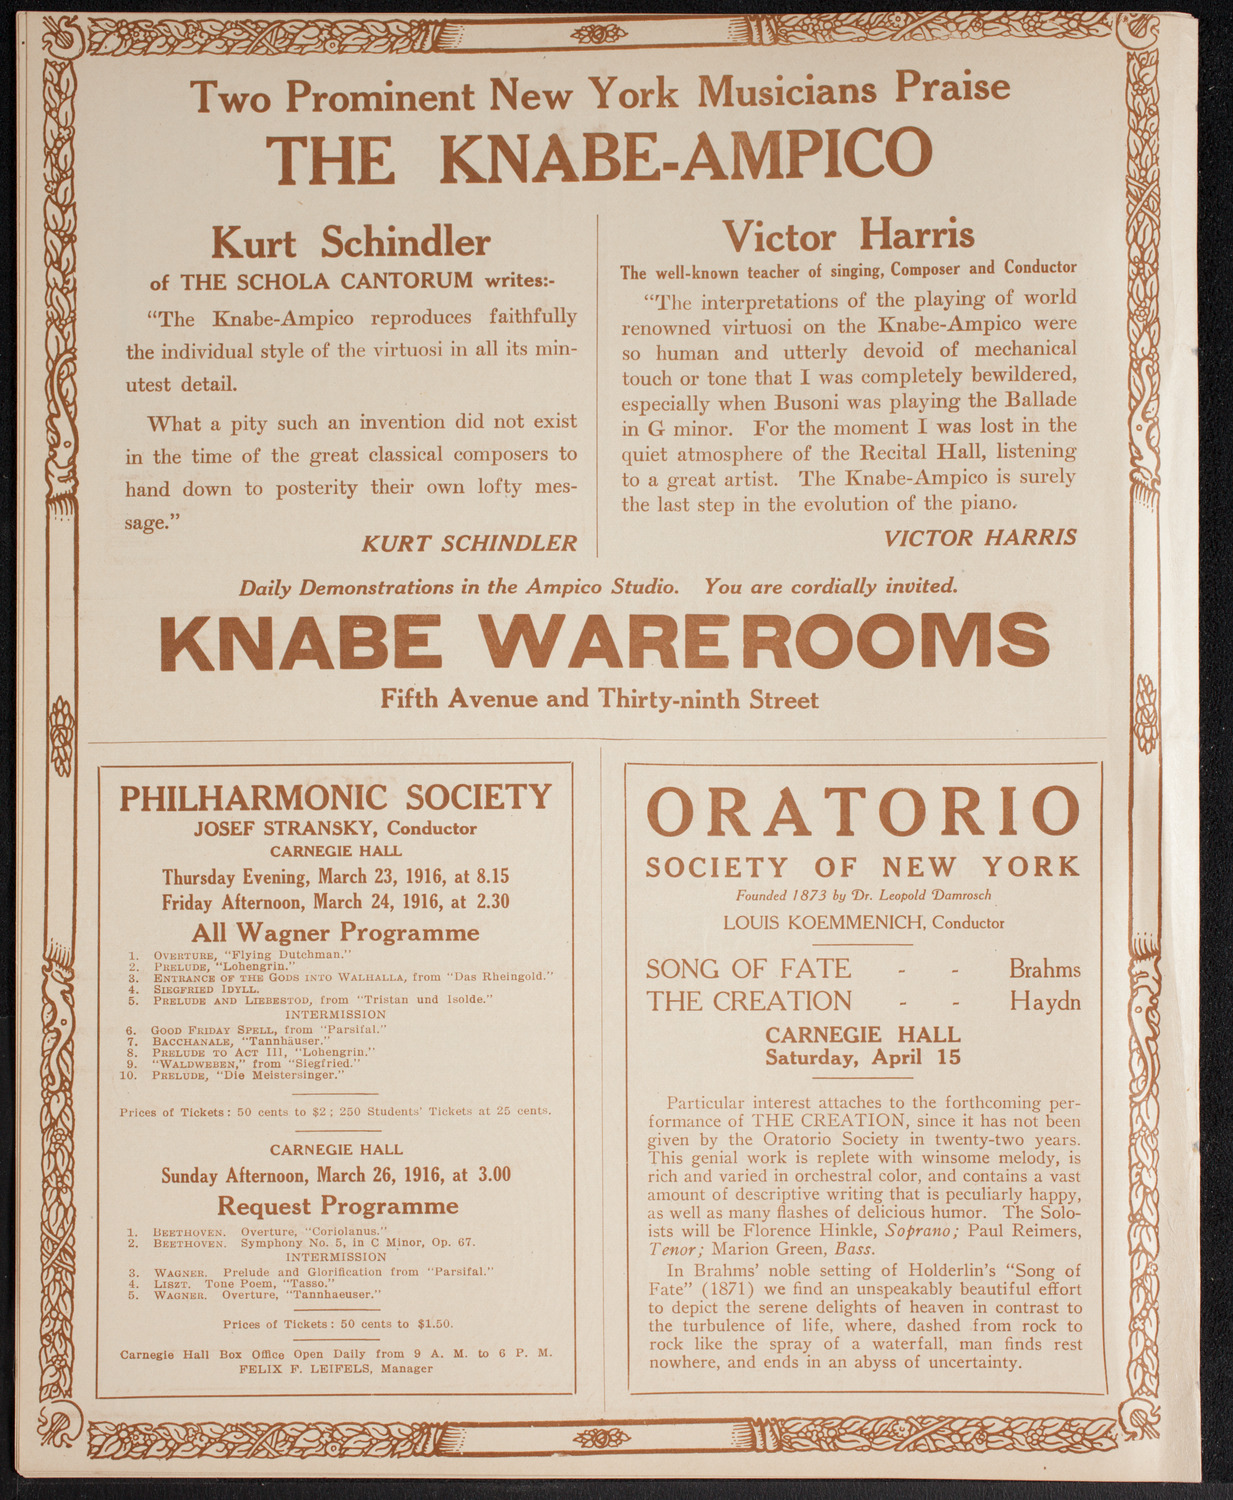 Two Prominent New York Musicians Praise
THE KNABE-AMPICO
Kurt Schindler
of THE SCHOLA CANTORUM writes:-
"The Knabe-Ampico reproduces faithfully
the individual style of the virtuosi in all its min-
utest detail.
What a pity such an invention did not exist
in the time of the great classical composers to
hand down to posterity their own lofty mes-
sage."
KURT SCHINDLER
Victor Harris
The well-known teacher of singing, Composer and Conductor
"The interpretations of the playing of world
renowned virtuosi on the Knabe-Ampico were
so human and utterly devoid of mechanical
touch or tone that I was completely bewildered,
especially when Busoni was playing the Ballade
in G minor. For the moment I was lost in the
quiet atmosphere of the Recital Hall, listening
to a great artist. The Knabe-Ampico is surely
the last step in the evolution of the piano.
VICTOR HARRIS
Daily Demonstrations in the Ampico Studio. You are cordially invited.
KNABE WAREROOMS
Fifth Avenue and Thirty-ninth Street
PHILHARMONIC SOCIETY
JOSEF STRANSKY, Conductor
CARNEGIE HALL
Thursday Evening, March 23, 1916, at 8.15
Friday Afternoon, March 24, 1916, at 2.30
All Wagner Programme
1. OVERTURE, "Flying Dutchman."
2. PRELUDE, "Lohengrin."
3. ENTRANCE OF THE GODS INTO WALHALLA, from "Das Rheingold."
4. SIEGFRIED IDYLL.
5. PRELUDE AND LIEBESTOD, from "Tristan und Isolde."
INTERMISSION
6. GOOD FRIDAY SPELL, from "Parsifal."
7. BACCHANALE, "Tannhäuser."
8. PRELUDE TO ACT III, "Lohengrin."
9. "WALDWEBEN," from "Siegfried."
10. PRELUDE, "Die Meistersinger."
Prices of Tickets: 50 cents to $2; 250 Students' Tickets at 25 cents.
CARNEGIE HALL
Sunday Afternoon, March 26, 1916, at 3.00
Request Programme
1. BEETHOVEN. Overture, "Coriolanus."
2. BEETHOVEN. Symphony No. 5, in C Minor, Op. 67.
INTERMISSION
3. WAGNER. Prelude and Glorification from "Parsifal."
4. LISZT. Tone Poem, "Tasso."
5. WAGNER. Overture, "Tannhaeuser."
Prices of Tickets: 50 cents to $1.50.
Carnegie Hall Box Office Open Daily from 9 A. M. to 6 P. M.
FELIX F. LEIFELS, Manager
ORATORIO
SOCIETY OF NEW YORK
Founded 1873 by Dr. Leopold Damrosch
LOUIS KOEMMENICH, Conductor
SONG OF FATE - - Brahms
THE CREATION - - Haydn
CARNEGIE HALL
Saturday, April 15
Particular interest attaches to the forthcoming per-
formance of THE CREATION, since it has not been
given by the Oratorio Society in twenty-two years.
This genial work is replete with winsome melody, is
rich and varied in orchestral color, and contains a vast
amount of descriptive writing that is peculiarly happy,
as well as many flashes of delicious humor. The Solo-
ists will be Florence Hinkle, Soprano; Paul Reimers,
Tenor; Marion Green, Bass.
In Brahms' noble setting of Holderlin's "Song of
Fate" (1871) we find an unspeakably beautiful effort
to depict the serene delights of heaven in contrast to
the turbulence of life, where, dashed from rock to
rock like the spray of a waterfall, man finds rest
nowhere, and ends in an abyss of uncertainty.